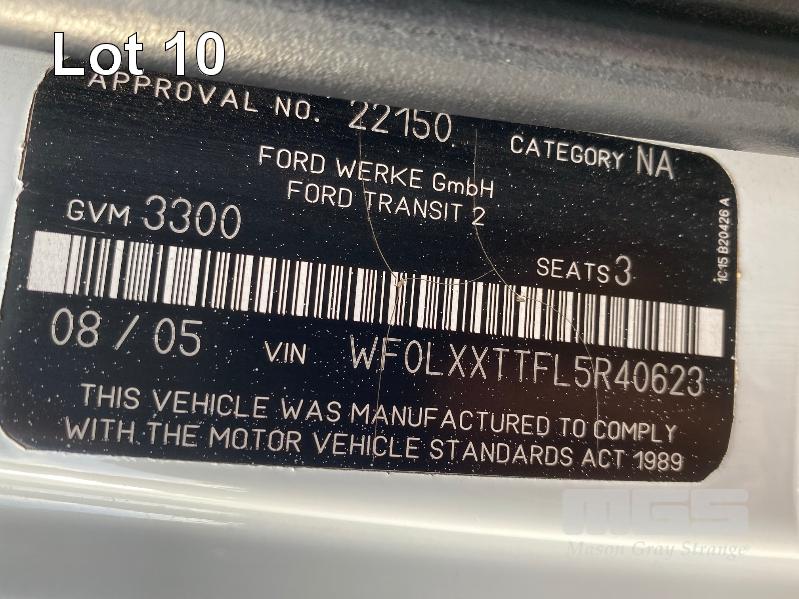 Lot 10
APPROVAL NO. 22150 CATEGORY NA
FORD WERKE GmbH
FORD TRANSIT 2
GVM 3300
SEATS 3
1C15 B20426 A
08 / 05 VIN WF0LXXTTFL5R40623
THIS VEHICLE WAS MANUFACTURED TO COMPLY
WITH THE MOTOR VEHICLE STANDARDS ACT 1989
MGS
Mason Gray Strange